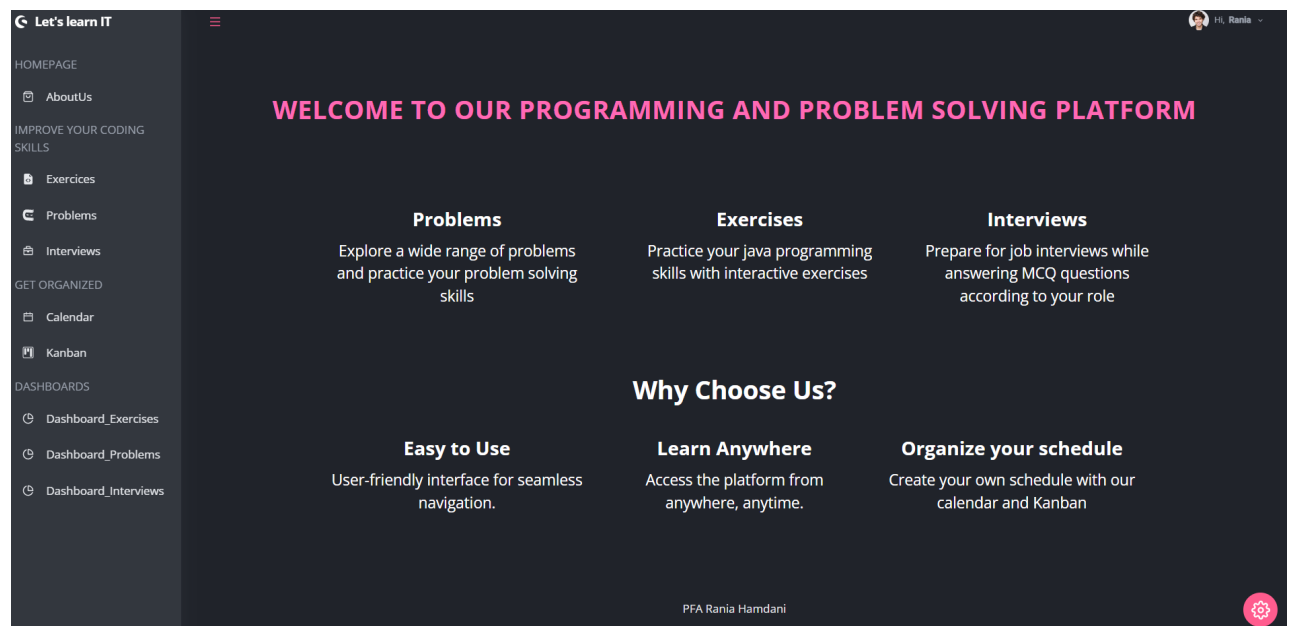 Let's learn IT
Hi, Rania
HOMEPAGE
AboutUs
IMPROVE YOUR CODING
SKILLS
Exercices
Problems
Interviews
GET ORGANIZED
Calendar
Kanban
DASHBOARDS
Dashboard_Exercises
Dashboard_Problems
Dashboard_Interviews
WELCOME TO OUR PROGRAMMING AND PROBLEM SOLVING PLATFORM
Problems
Explore a wide range of problems
and practice your problem solving
skills
Exercises
Practice your java programming
skills with interactive exercises
Interviews
Prepare for job interviews while
answering MCQ questions
according to your role
Why Choose Us?
Easy to Use
User-friendly interface for seamless
navigation.
Learn Anywhere
Access the platform from
anywhere, anytime.
Organize your schedule
Create your own schedule with our
calendar and Kanban
PFA Rania Hamdani